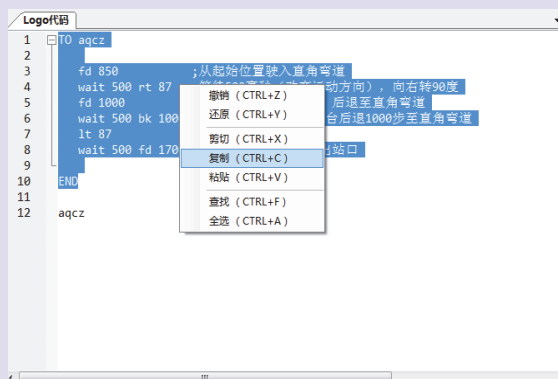 Logo代码
1 TO aqcz
2
3 fd 850 ;从起始位置驶入直角弯道
4 wait 500 rt 87 ，向右转90度
5 fd 1000 后退至直角弯道
6 wait 500 bk 100 台后退1000步至直角弯道
7 lt 87
8 wait 500 fd 170 出站口
9
10 END
11
12 aqcz
撤销（CTRL+Z）
还原（CTRL+Y）
剪切（CTRL+X）
复制（CTRL+C）
粘贴（CTRL+V）
查找（CTRL+F）
全选（CTRL+A）